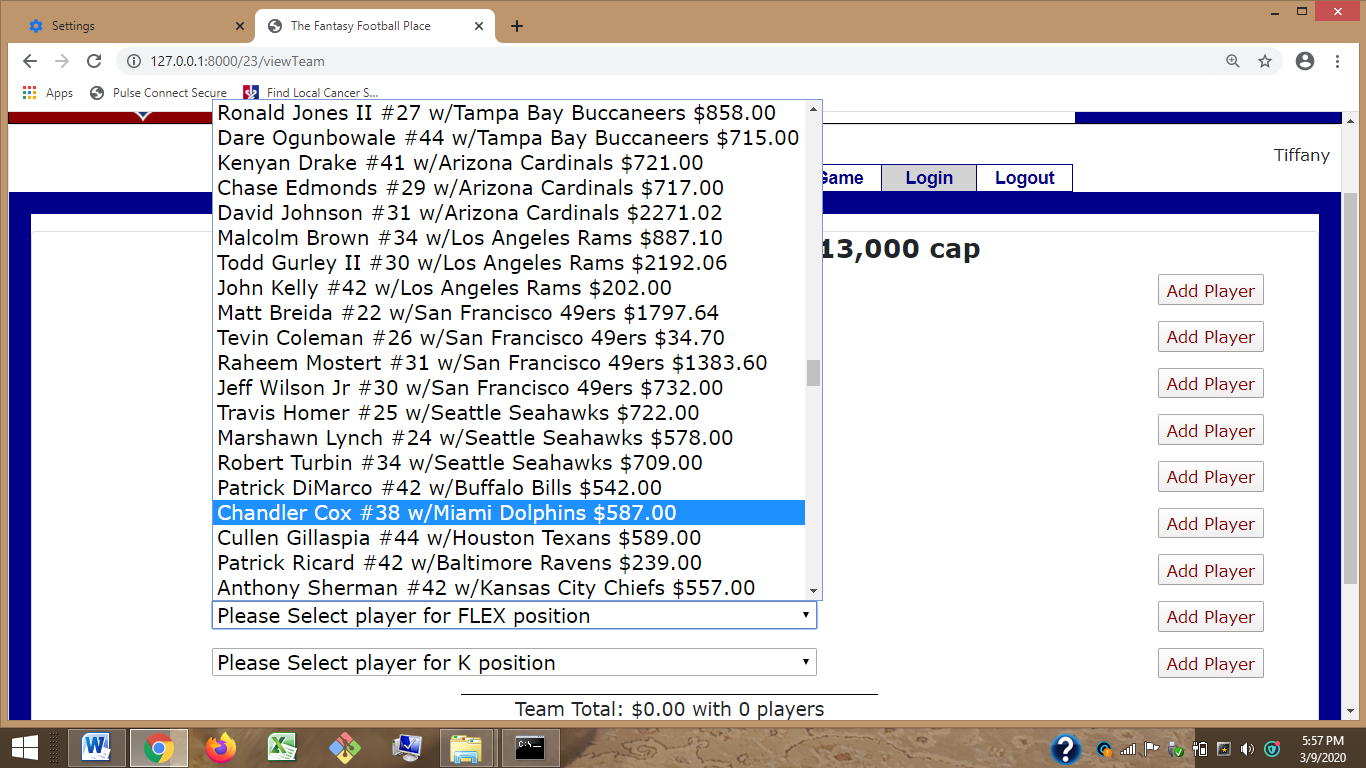 Settings
The Fantasy Football Place
127.0.0.1:8000/23/viewTeam
Apps
Pulse Connect Secure
Find Local Cancer S...
Tiffany
Game
Login
Logout
13,000 cap
Ronald Jones II #27 w/Tampa Bay Buccaneers $858.00
Dare Ogunbowale #44 w/Tampa Bay Buccaneers $715.00
Kenyan Drake #41 w/Arizona Cardinals $721.00
Chase Edmonds #29 w/Arizona Cardinals $717.00
David Johnson #31 w/Arizona Cardinals $2271.02
Malcolm Brown #34 w/Los Angeles Rams $887.10
Todd Gurley II #30 w/Los Angeles Rams $2192.06
John Kelly #42 w/Los Angeles Rams $202.00
Matt Breida #22 w/San Francisco 49ers $1797.64
Tevin Coleman #26 w/San Francisco 49ers $34.70
Raheem Mostert #31 w/San Francisco 49ers $1383.60
Jeff Wilson Jr #30 w/San Francisco 49ers $732.00
Travis Homer #25 w/Seattle Seahawks $722.00
Marshawn Lynch #24 w/Seattle Seahawks $578.00
Robert Turbin #34 w/Seattle Seahawks $709.00
Patrick DiMarco #42 w/Buffalo Bills $542.00
Chandler Cox #38 w/Miami Dolphins $587.00
Cullen Gillaspia #44 w/Houston Texans $589.00
Patrick Ricard #42 w/Baltimore Ravens $239.00
Anthony Sherman #42 w/Kansas City Chiefs $557.00
Please Select player for FLEX position
Please Select player for K position
Add Player
Add Player
Add Player
Add Player
Add Player
Add Player
Add Player
Add Player
Add Player
Team Total: $0.00 with 0 players
5:57 PM
3/9/2020